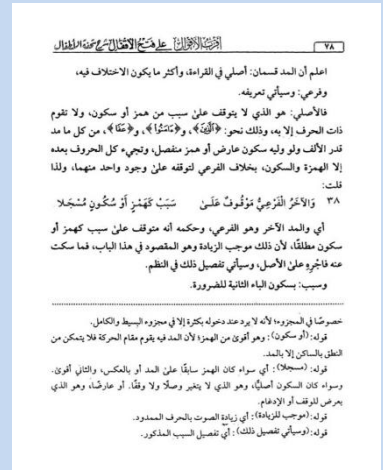 ٧٨
أقرب الأقوال على فتح الأقفال شرح تحفة الأطفال
اعلم أن المد قسمان: أصلي في القراءة، وأكثر ما يكون الاختلاف فيه،
وفرعي: وسيأتي تعريفه.
فالأصلي: هو الذي لا يتوقف على سبب من همز أو سكون، ولا تقوم
ذات الحرف إلا به، وذلك نحو: ﴿ٱلَّذِينَ﴾، و﴿ءَامَنُوا۟﴾، و﴿عَفَا﴾، من كل ما مد
قدر الألف ولو وليه سكون عارض أو همز منفصل، وتجيء كل الحروف بعده
إلا الهمزة والسكون، بخلاف الفرعي لتوقفه على وجود واحد منهما، ولذا
قلت:
٣٨ وَالآخَرُ الْفَرْعِيُّ مَوْقُوفٌ عَلَـىٰ سَبَبْ كَهَمْزٍ أَوْ سُكُونٍ مُسْجَلا
أي والمد الآخر وهو الفرعي، وحكمه أنه متوقف على سبب كهمز أو
سكون مطلقًا، لأن ذلك موجب الزيادة وهو المقصود في هذا الباب، فما سكت
عنه فاجْرِهِ على الأصل، وسيأتي تفصيل ذلك في النظم.
وسبب: بسكون الباء الثانية للضرورة.
خصوصًا في المجزوء؛ لأنه لا يرد عند دخوله بكثرة إلا في مجزوء البسيط والكامل.
قوله: (أو سكون): وهو أقوىٰ من الهمز؛ لأن المد فيه يقوم مقام الحركة فلا يتمكن من
النطق بالساكن إلا بالمد.
قوله: (مسجلا): أي سواء كان الهمز سابقًا على المد أو بالعكس، والثاني أقوىٰ.
وسواء كان السكون أصليًّا، وهو الذي لا يتغير وصلًا ولا وقفًا. أو عارضًا، وهو الذي
يعرض للوقف أو الإدغام.
قوله: (موجب للزيادة): أي زيادة الصوت بالحرف الممدود.
قوله: (وسيأتي تفصيل ذلك): أي تفصيل السبب المذكور.